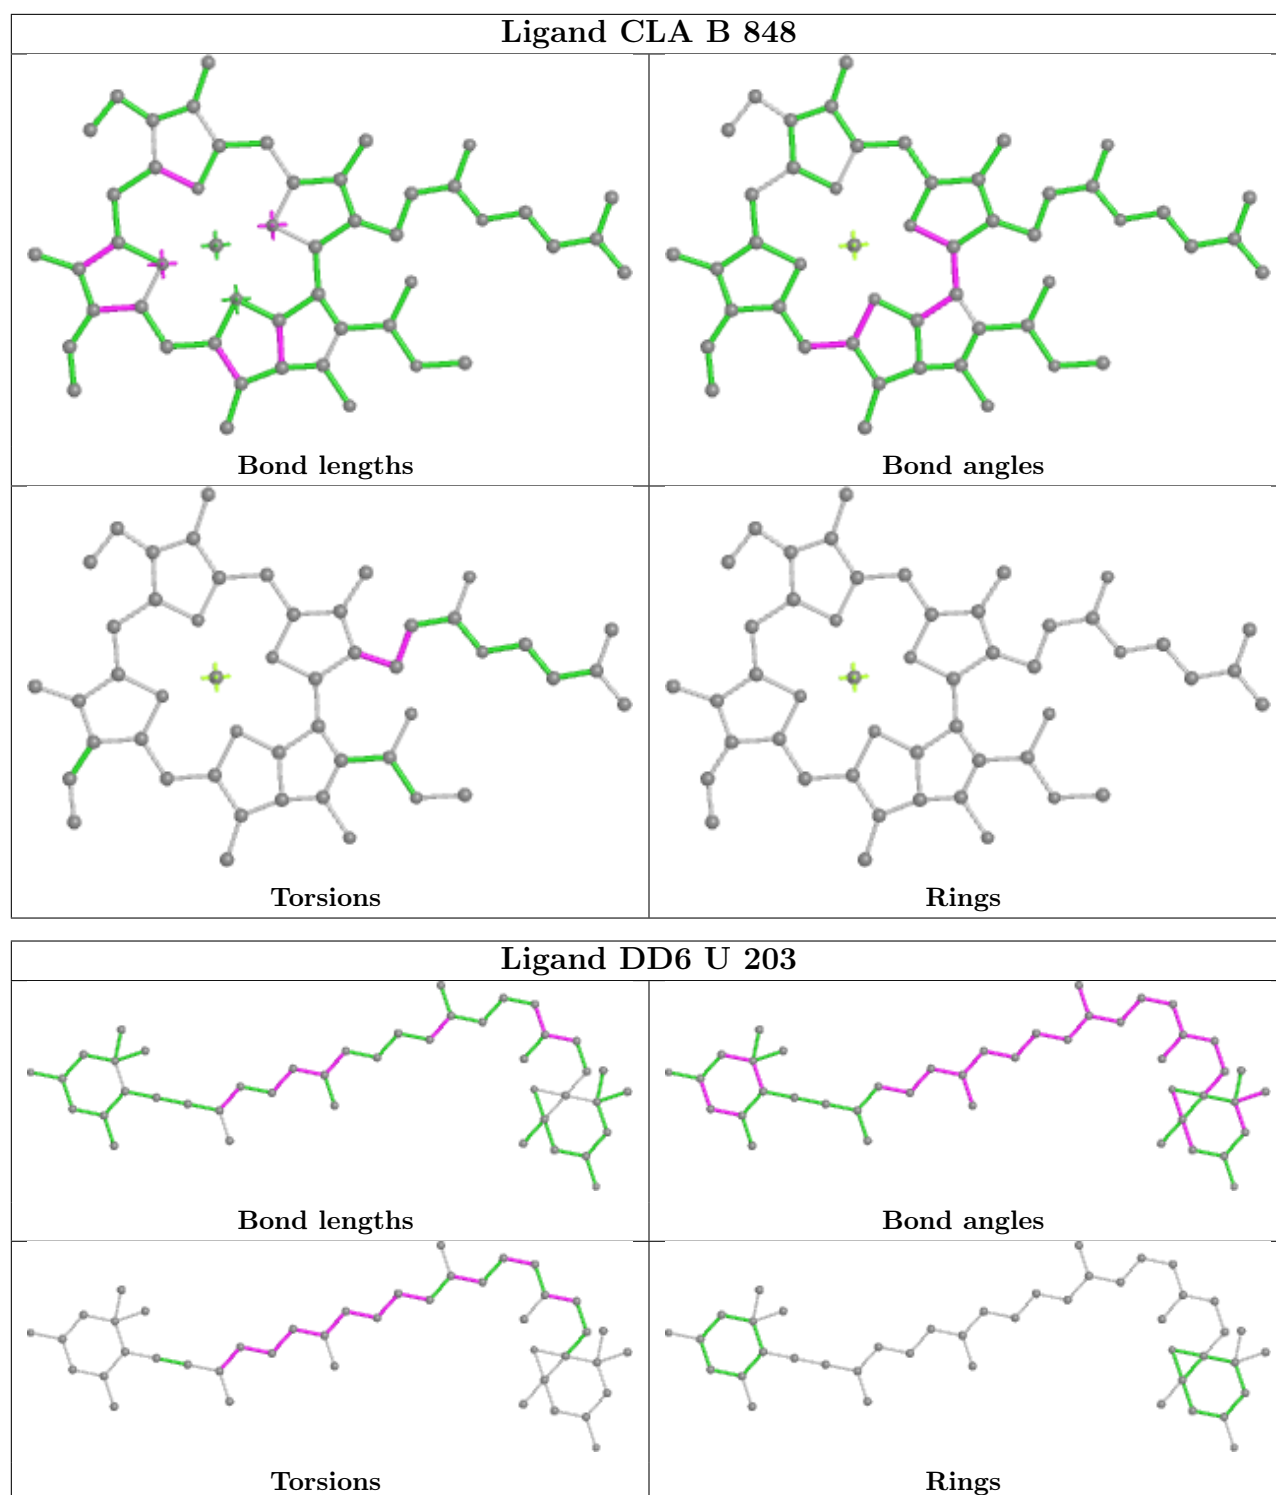 Ligand CLA B 848
Bond lengths
Bond angles
Torsions
Rings
Ligand DD6 U 203
Bond lengths
Bond angles
Torsions
Rings